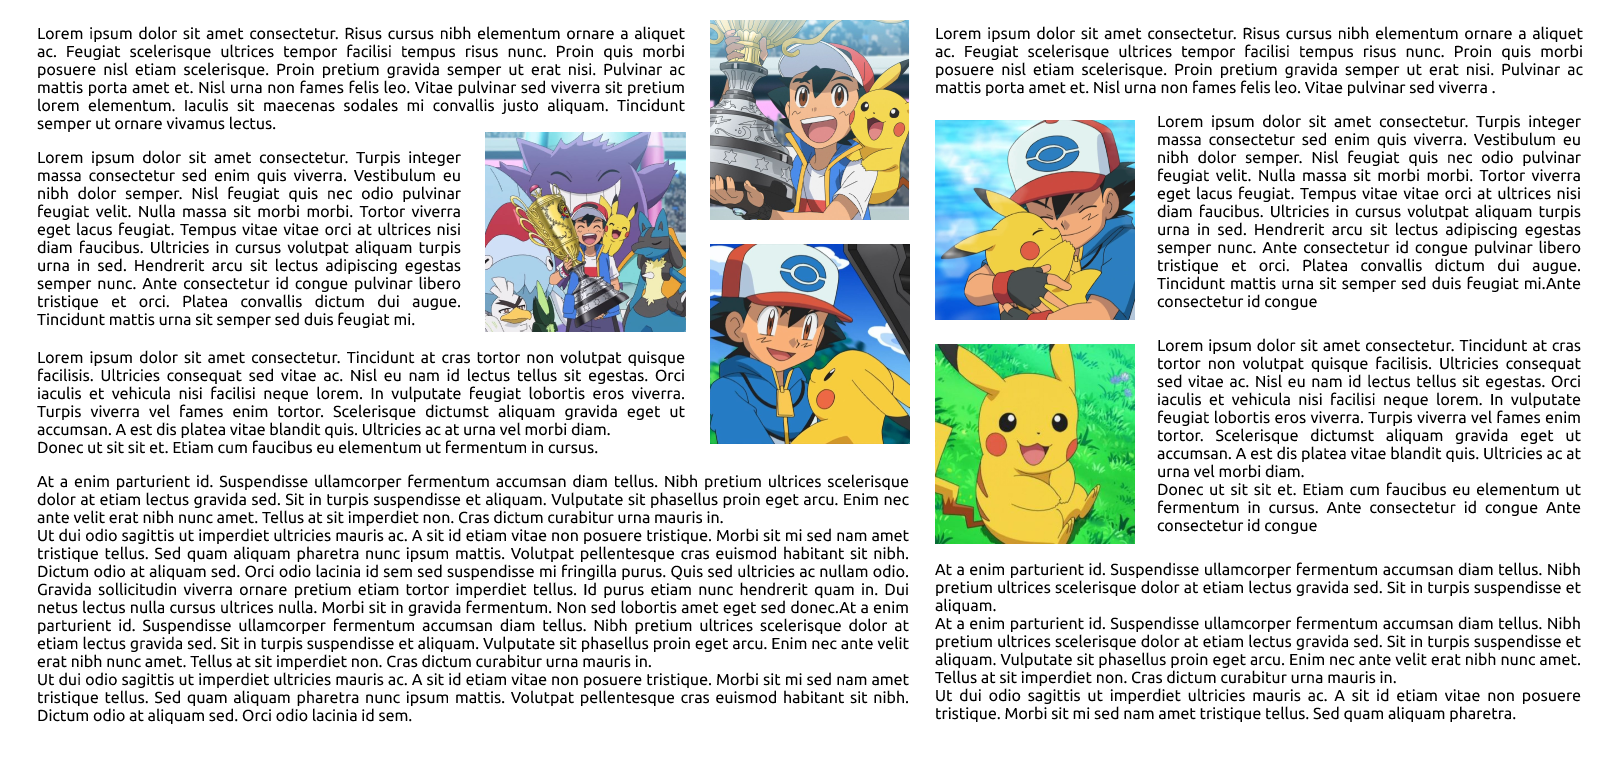 Lorem ipsum dolor sit amet consectetur. Risus cursus nibh elementum ornare a aliquet
ac. Feugiat scelerisque ultrices tempor facilisi tempus risus nunc. Proin quis morbi
posuere nisl etiam scelerisque. Proin pretium gravida semper ut erat nisi. Pulvinar ac
mattis porta amet et. Nisl urna non fames felis leo. Vitae pulvinar sed viverra sit pretium
lorem elementum. Iaculis sit maecenas sodales mi convallis justo aliquam. Tincidunt
semper ut ornare vivamus lectus.
Lorem ipsum dolor sit amet consectetur. Turpis integer
massa consectetur sed enim quis viverra. Vestibulum eu
nibh dolor semper. Nisl feugiat quis nec odio pulvinar
feugiat velit. Nulla massa sit morbi morbi. Tortor viverra
eget lacus feugiat. Tempus vitae vitae orci at ultrices nisi
diam faucibus. Ultricies in cursus volutpat aliquam turpis
urna in sed. Hendrerit arcu sit lectus adipiscing egestas
semper nunc. Ante consectetur id congue pulvinar libero
tristique et orci. Platea convallis dictum dui augue.
Tincidunt mattis urna sit semper sed duis feugiat mi.
Lorem ipsum dolor sit amet consectetur. Tincidunt at cras tortor non volutpat quisque
facilisis. Ultricies consequat sed vitae ac. Nisl eu nam id lectus tellus sit egestas. Orci
iaculis et vehicula nisi facilisi neque lorem. In vulputate feugiat lobortis eros viverra.
Turpis viverra vel fames enim tortor. Scelerisque dictumst aliquam gravida eget ut
accumsan. A est dis platea vitae blandit quis. Ultricies ac at urna vel morbi diam.
Donec ut sit sit et. Etiam cum faucibus eu elementum ut fermentum in cursus.
At a enim parturient id. Suspendisse ullamcorper fermentum accumsan diam tellus. Nibh pretium ultrices scelerisque
dolor at etiam lectus gravida sed. Sit in turpis suspendisse et aliquam. Vulputate sit phasellus proin eget arcu. Enim nec
ante velit erat nibh nunc amet. Tellus at sit imperdiet non. Cras dictum curabitur urna mauris in.
Ut dui odio sagittis ut imperdiet ultricies mauris ac. A sit id etiam vitae non posuere tristique. Morbi sit mi sed nam amet
tristique tellus. Sed quam aliquam pharetra nunc ipsum mattis. Volutpat pellentesque cras euismod habitant sit nibh.
Dictum odio at aliquam sed. Orci odio lacinia id sem sed suspendisse mi fringilla purus. Quis sed ultricies ac nullam odio.
Gravida sollicitudin viverra ornare pretium etiam tortor imperdiet tellus. Id purus etiam nunc hendrerit quam in. Dui
netus lectus nulla cursus ultrices nulla. Morbi sit in gravida fermentum. Non sed lobortis amet eget sed donec.At a enim
parturient id. Suspendisse ullamcorper fermentum accumsan diam tellus. Nibh pretium ultrices scelerisque dolor at
etiam lectus gravida sed. Sit in turpis suspendisse et aliquam. Vulputate sit phasellus proin eget arcu. Enim nec ante velit
erat nibh nunc amet. Tellus at sit imperdiet non. Cras dictum curabitur urna mauris in.
Ut dui odio sagittis ut imperdiet ultricies mauris ac. A sit id etiam vitae non posuere tristique. Morbi sit mi sed nam amet
tristique tellus. Sed quam aliquam pharetra nunc ipsum mattis. Volutpat pellentesque cras euismod habitant sit nibh.
Dictum odio at aliquam sed. Orci odio lacinia id sem.
Lorem ipsum dolor sit amet consectetur. Risus cursus nibh elementum ornare a aliquet
ac. Feugiat scelerisque ultrices tempor facilisi tempus risus nunc. Proin quis morbi
posuere nisl etiam scelerisque. Proin pretium gravida semper ut erat nisi. Pulvinar ac
mattis porta amet et. Nisl urna non fames felis leo. Vitae pulvinar sed viverra .
Lorem ipsum dolor sit amet consectetur. Turpis integer
massa consectetur sed enim quis viverra. Vestibulum eu
nibh dolor semper. Nisl feugiat quis nec odio pulvinar
feugiat velit. Nulla massa sit morbi morbi. Tortor viverra
eget lacus feugiat. Tempus vitae vitae orci at ultrices nisi
diam faucibus. Ultricies in cursus volutpat aliquam turpis
urna in sed. Hendrerit arcu sit lectus adipiscing egestas
semper nunc. Ante consectetur id congue pulvinar libero
tristique et orci. Platea convallis dictum dui augue.
Tincidunt mattis urna sit semper sed duis feugiat mi.Ante
consectetur id congue
Lorem ipsum dolor sit amet consectetur. Tincidunt at cras
tortor non volutpat quisque facilisis. Ultricies consequat
sed vitae ac. Nisl eu nam id lectus tellus sit egestas. Orci
iaculis et vehicula nisi facilisi neque lorem. In vulputate
feugiat lobortis eros viverra. Turpis viverra vel fames enim
tortor. Scelerisque dictumst aliquam gravida eget ut
accumsan. A est dis platea vitae blandit quis. Ultricies ac at
urna vel morbi diam.
Donec ut sit sit et. Etiam cum faucibus eu elementum ut
fermentum in cursus. Ante consectetur id congue Ante
consectetur id congue
At a enim parturient id. Suspendisse ullamcorper fermentum accumsan diam tellus. Nibh
pretium ultrices scelerisque dolor at etiam lectus gravida sed. Sit in turpis suspendisse et
aliquam.
At a enim parturient id. Suspendisse ullamcorper fermentum accumsan diam tellus. Nibh
pretium ultrices scelerisque dolor at etiam lectus gravida sed. Sit in turpis suspendisse et
aliquam. Vulputate sit phasellus proin eget arcu. Enim nec ante velit erat nibh nunc amet.
Tellus at sit imperdiet non. Cras dictum curabitur urna mauris in.
Ut dui odio sagittis ut imperdiet ultricies mauris ac. A sit id etiam vitae non posuere
tristique. Morbi sit mi sed nam amet tristique tellus. Sed quam aliquam pharetra.